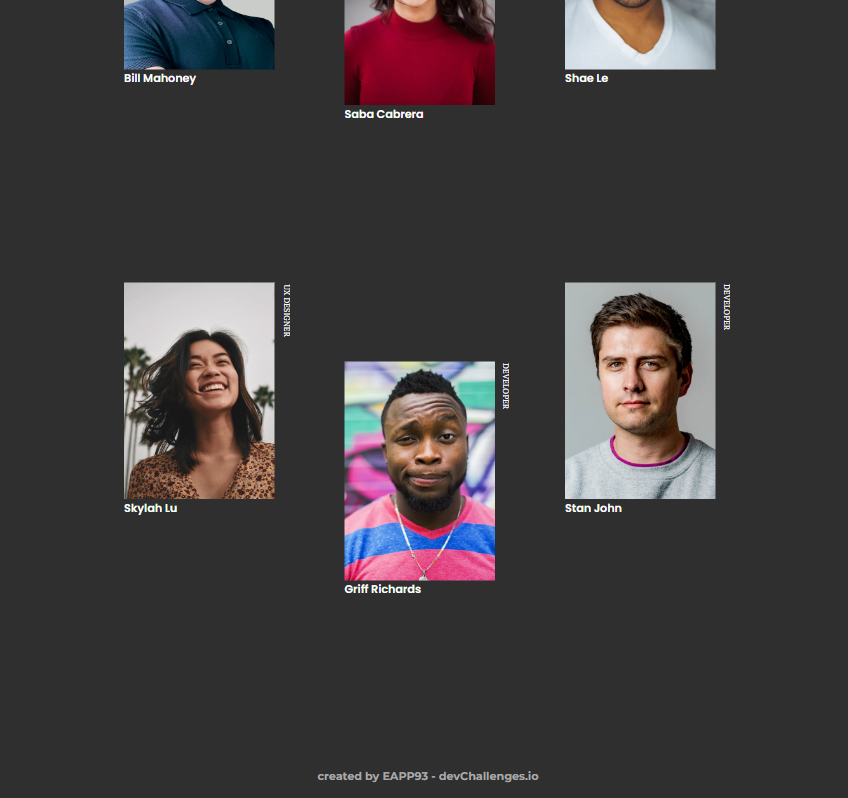 Bill Mahoney
Saba Cabrera
Shae Le
UX DESIGNER
Skylah Lu
DEVELOPER
Griff Richards
DEVELOPER
Stan John
created by EAPP93 - devChallenges.io